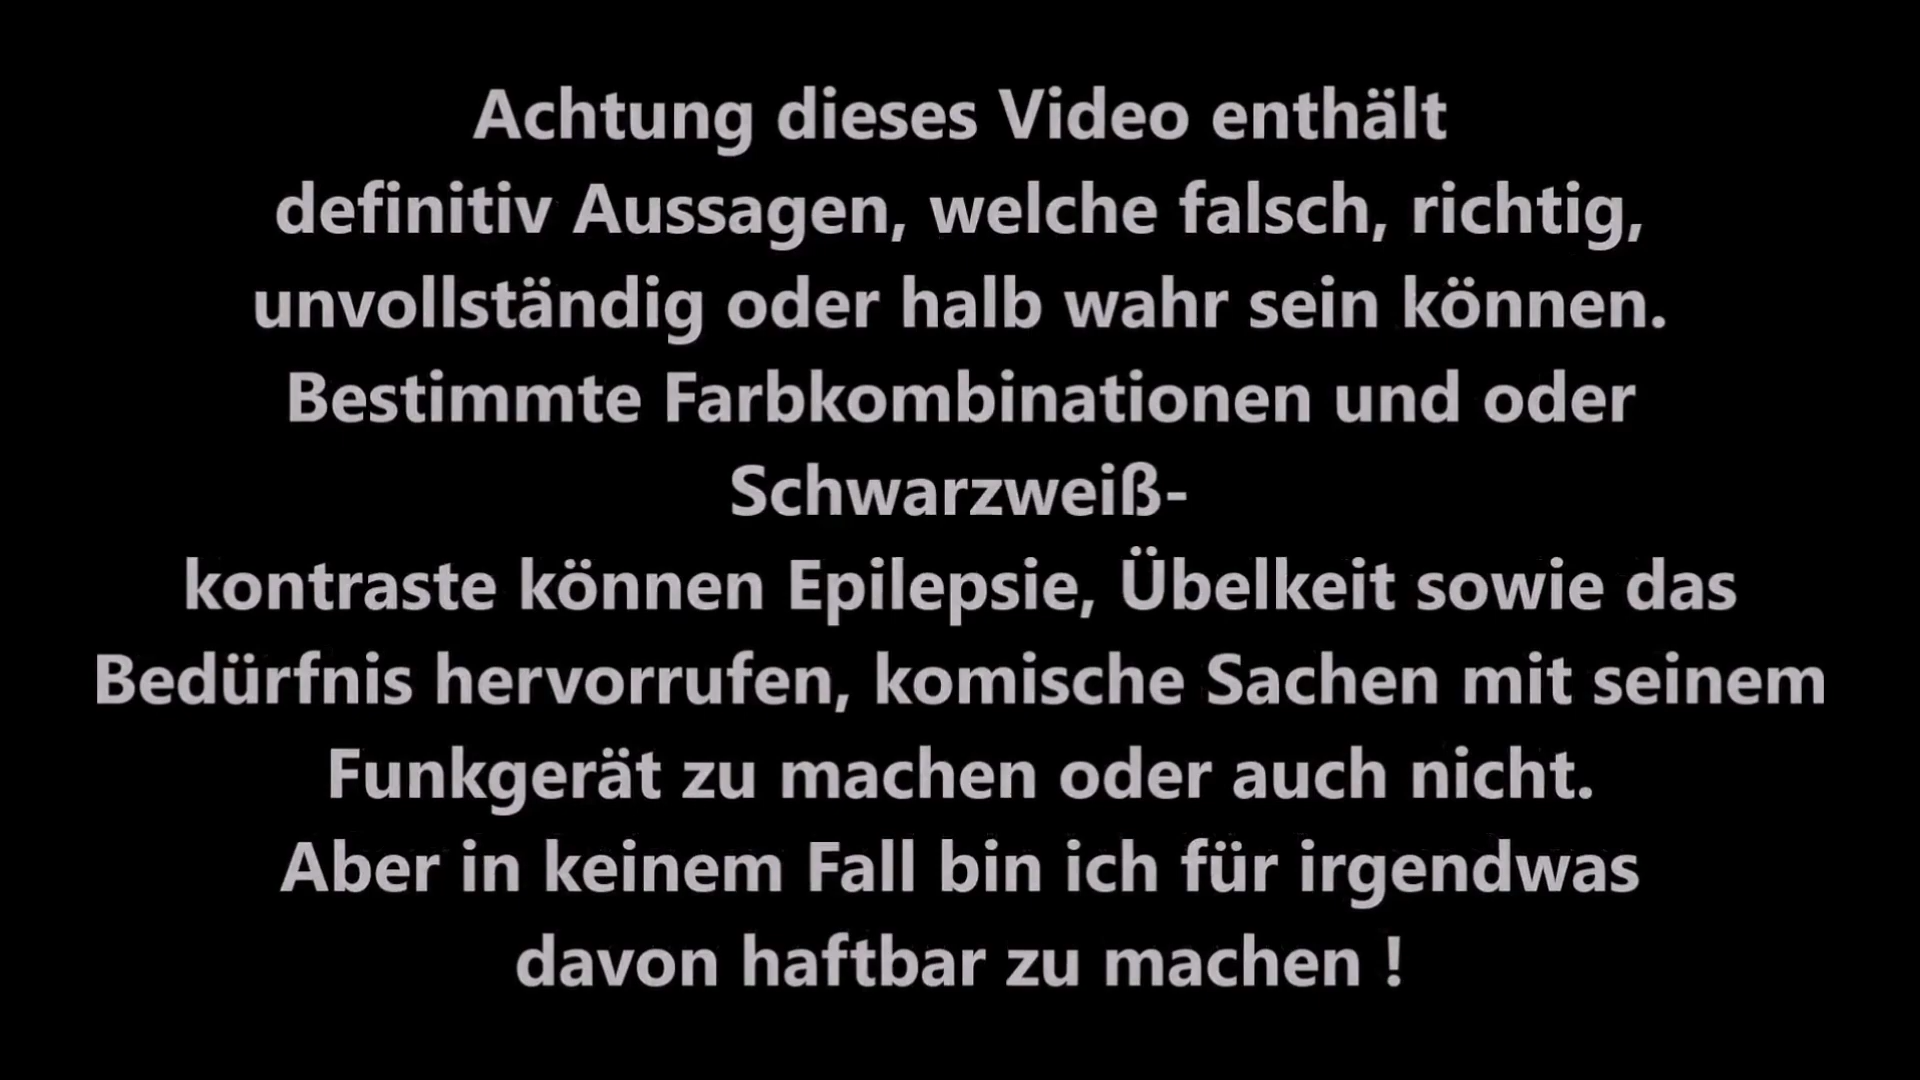 Achtung dieses Video enthält
definitiv Aussagen, welche falsch, richtig,
unvollständig oder halb wahr sein können.
Bestimmte Farbkombinationen und oder
Schwarzweiß-
kontraste können Epilepsie, Übelkeit sowie das
Bedürfnis hervorrufen, komische Sachen mit seinem
Funkgerät zu machen oder auch nicht.
Aber in keinem Fall bin ich für irgendwas
davon haftbar zu machen !